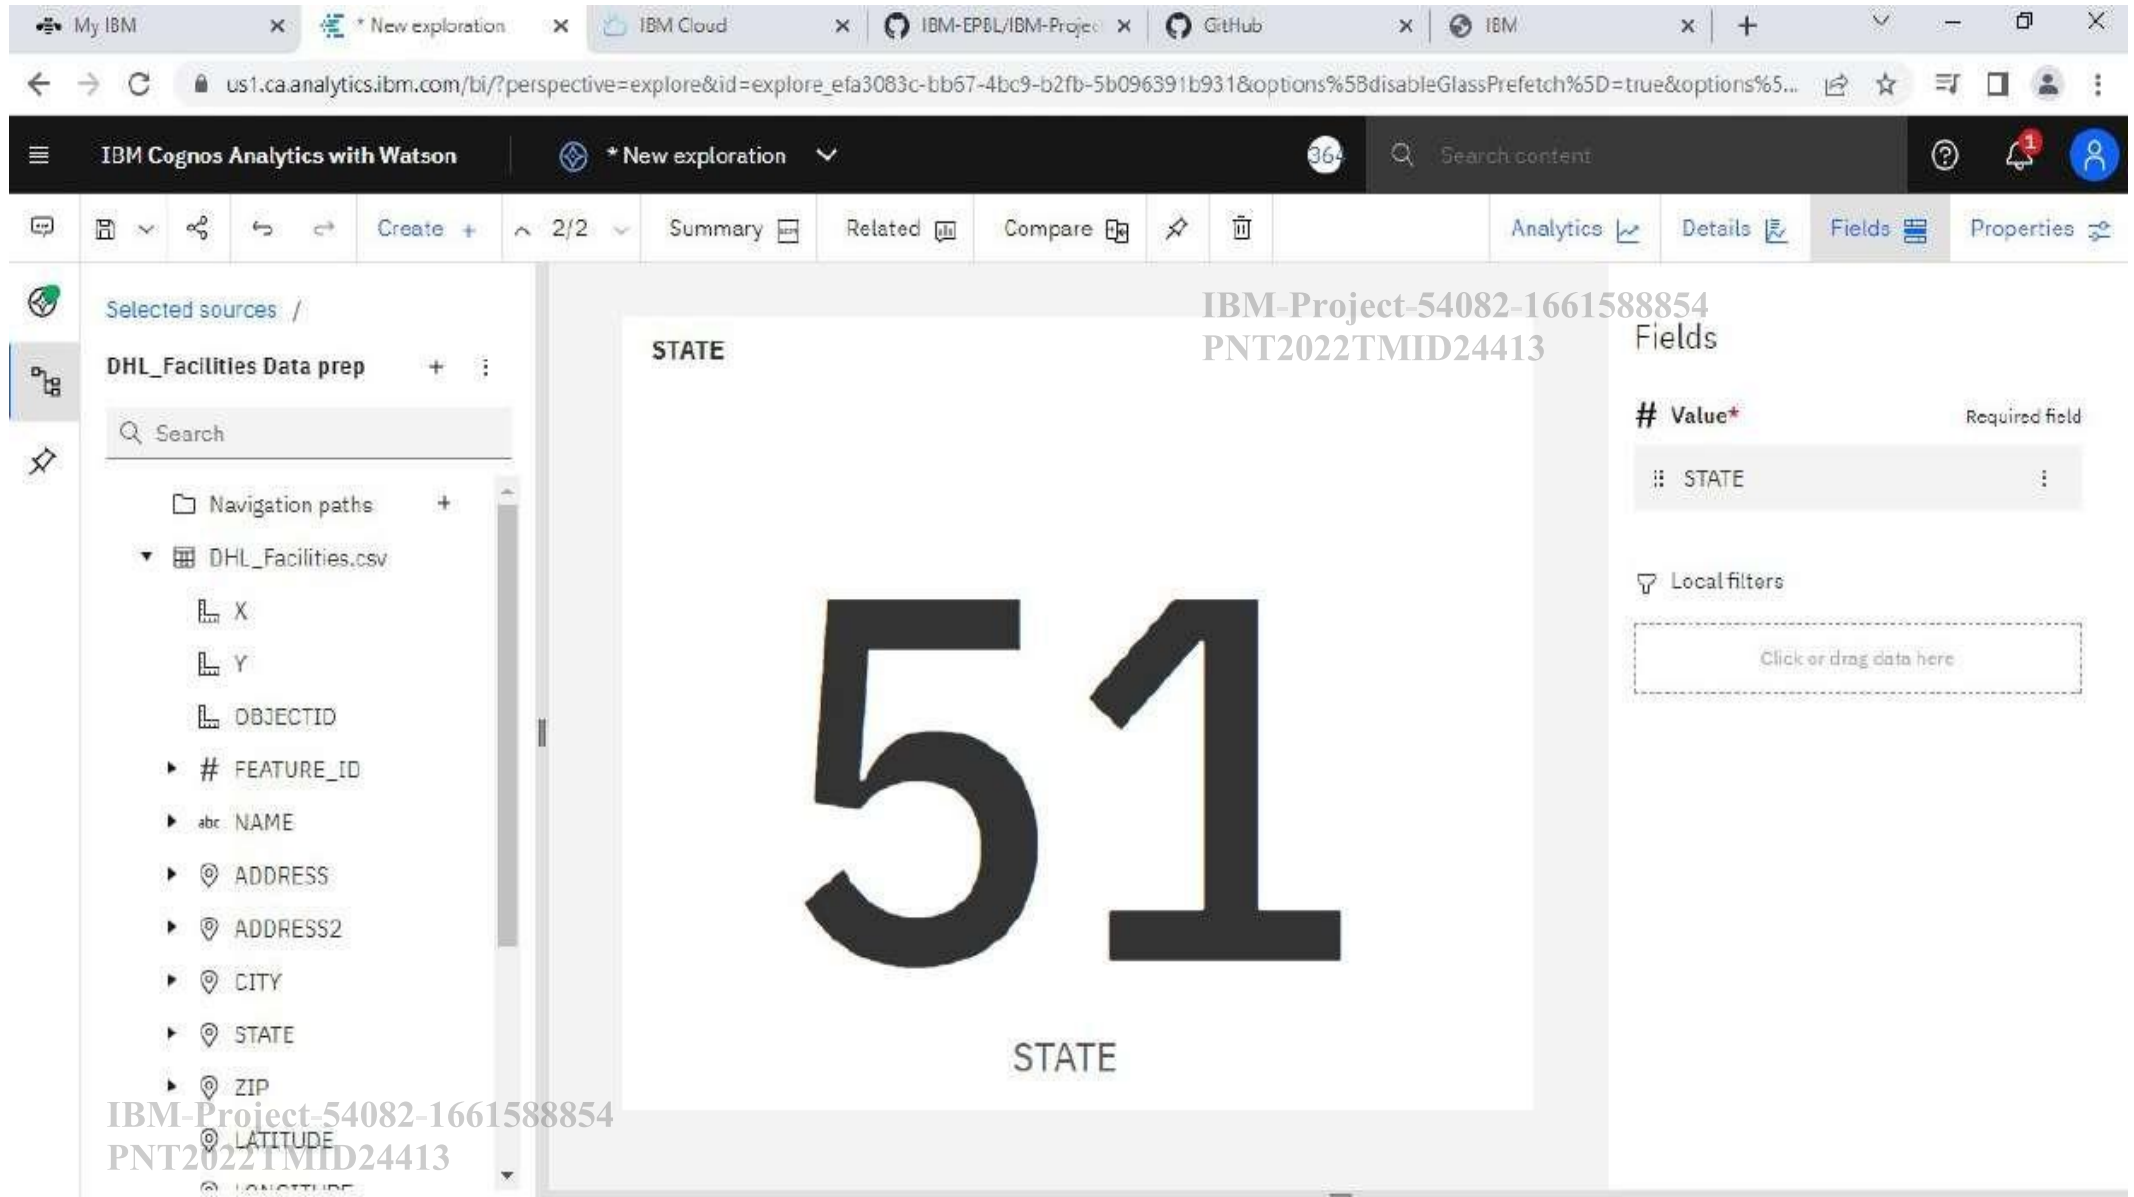 My IBM
* New exploration
IBM Cloud
IBM-EPBL/IBM-Projec
GitHub
IBM
us1.ca.analytics.ibm.com/bi/?perspective=explore&id=explore_efa3083c-bb67-4bc9-b2fb-5b096391b931&options%5BdisableGlassPrefetch%5D=true&options%5...
IBM Cognos Analytics with Watson
* New exploration
364
Search content
1
Create +
2/2
Summary
Related
Compare
Analytics
Details
Fields
Properties
Selected sources /
DHL_Facilities Data prep
Search
Navigation paths
DHL_Facilities.csv
X
Y
OBJECTID
# FEATURE_ID
abc NAME
ADDRESS
ADDRESS2
CITY
STATE
ZIP
LATITUDE
LONGITUDE
IBM-Project-54082-1661588854
PNT2022TMID24413
STATE
51
STATE
IBM-Project-54082-1661588854
PNT2022TMID24413
Fields
# Value*
Required field
STATE
Local filters
Click or drag data here